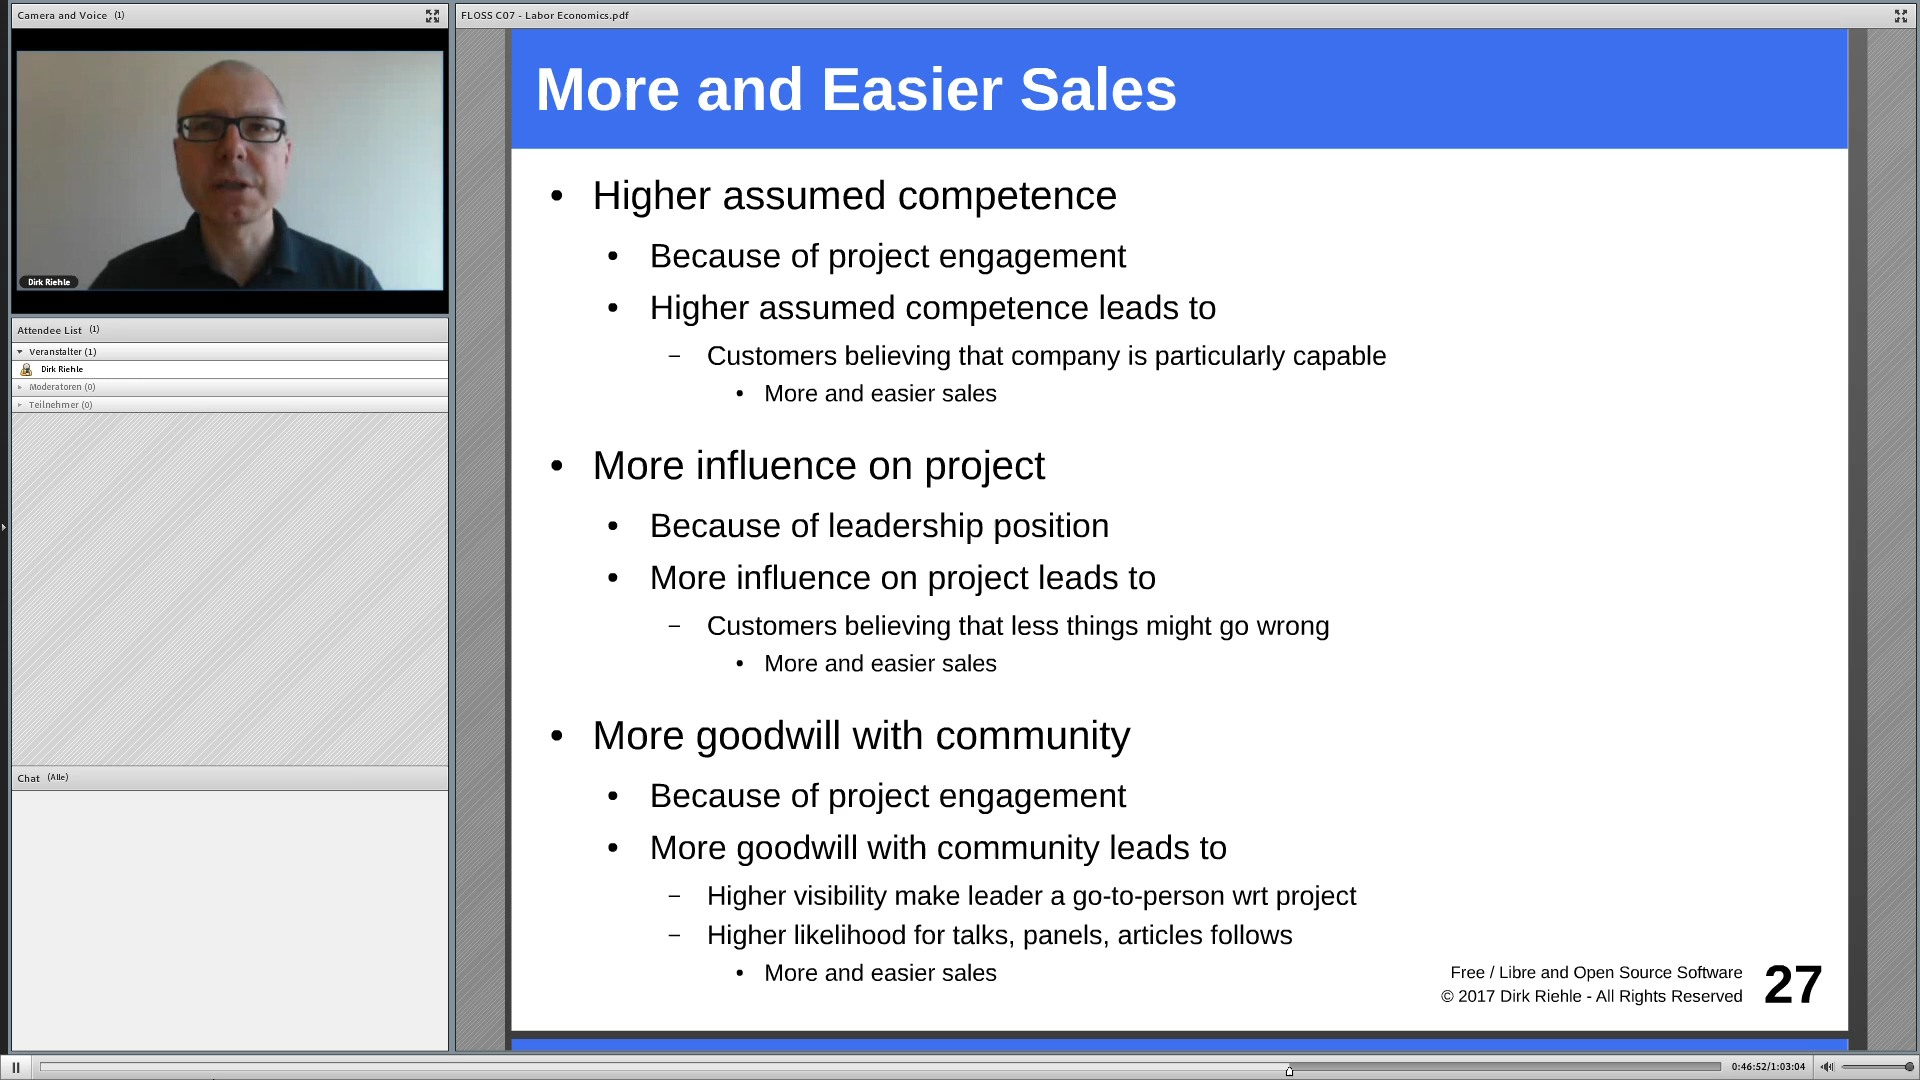 Camera and Voice (1)
Dirk Riehle
Attendee List (1)
Veranstalter (1)
Dirk Riehle
Moderatoren (0)
Teilnehmer (0)
Chat (Alle)
FLOSS C07 - Labor Economics.pdf
More and Easier Sales
• Higher assumed competence
• Because of project engagement
• Higher assumed competence leads to
– Customers believing that company is particularly capable
• More and easier sales
• More influence on project
• Because of leadership position
• More influence on project leads to
– Customers believing that less things might go wrong
• More and easier sales
• More goodwill with community
• Because of project engagement
• More goodwill with community leads to
– Higher visibility make leader a go-to-person wrt project
– Higher likelihood for talks, panels, articles follows
• More and easier sales
Free / Libre and Open Source Software
© 2017 Dirk Riehle - All Rights Reserved
27
0:46:52/1:03:04